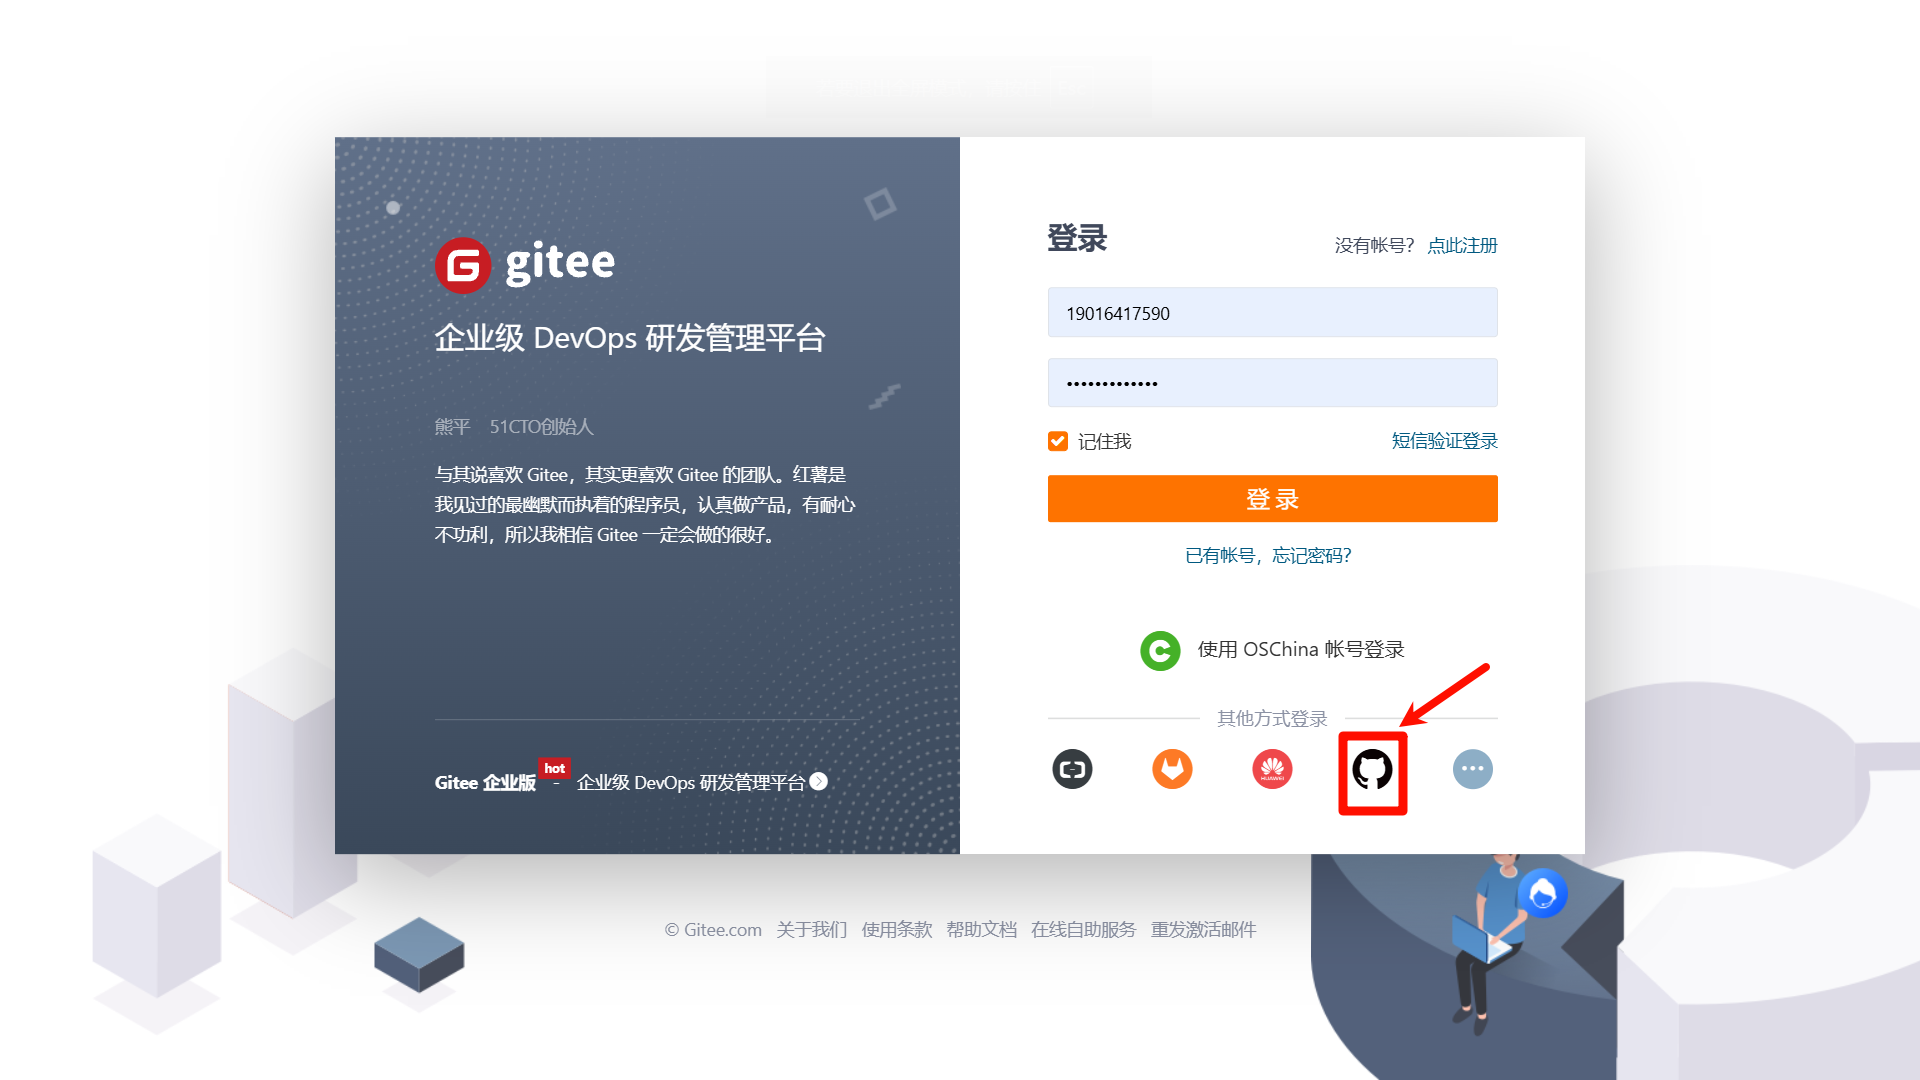 gitee
企业级 DevOps 研发管理平台
熊平 51CTO创始人
与其说喜欢 Gitee，其实更喜欢 Gitee 的团队。红薯是
我见过的最幽默而执着的程序员，认真做产品，有耐心
不功利，所以我相信 Gitee 一定会做的很好。
Gitee 企业版 hot - 企业级 DevOps 研发管理平台
登录
没有帐号? 点此注册
19016417590
•••••••••••••
记住我
短信验证登录
登 录
已有帐号，忘记密码?
使用 OSChina 帐号登录
其他方式登录
HUAWEI
© Gitee.com 关于我们 使用条款 帮助文档 在线自助服务 重发激活邮件